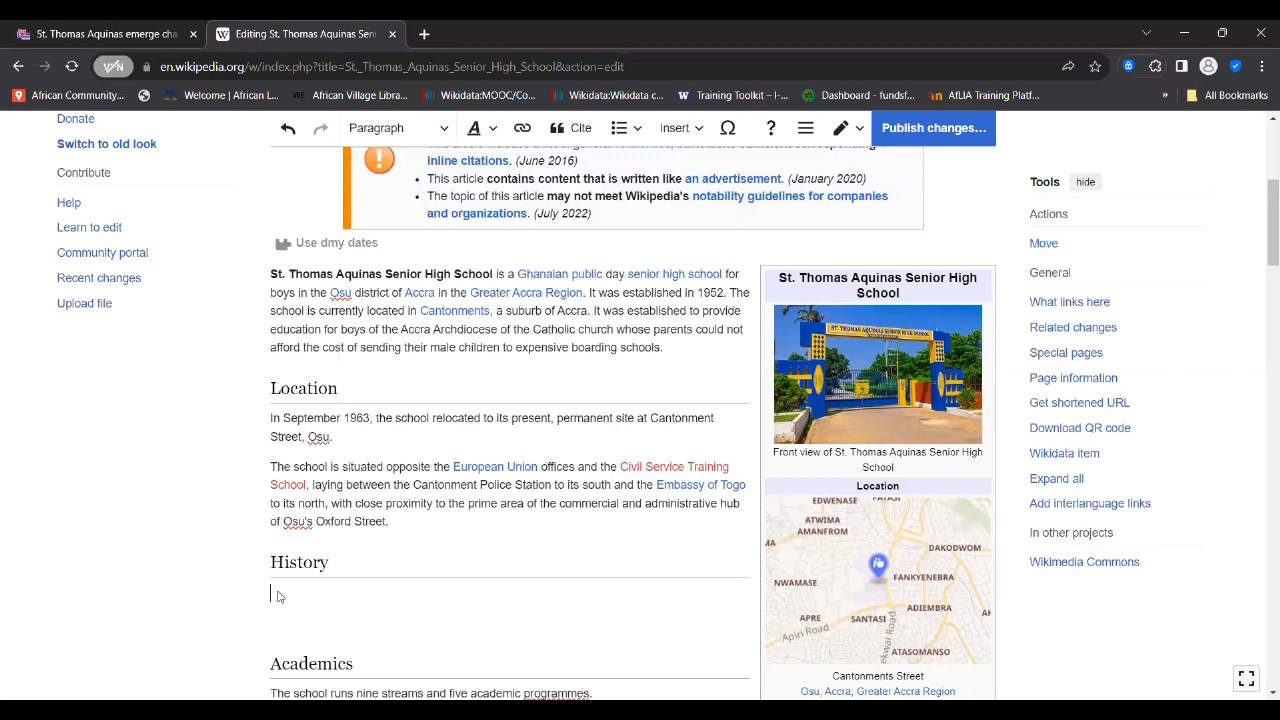 St. Thomas Aquinas emerge cha
Editing St. Thomas Aquinas Seni
en.wikipedia.org/w/index.php?title=St._Thomas_Aquinas_Senior_High_School&action=edit
African Community...
Welcome | African L...
African Village Librar...
Wikidata:MOOC/Co...
Wikidata:Wikidata c...
Training Toolkit – I-...
Dashboard - fundsf...
AfLIA Training Platf...
All Bookmarks
Donate
Switch to old look
Contribute
Help
Learn to edit
Community portal
Recent changes
Upload file
Paragraph
A
Cite
Insert
Ω
?
Publish changes...
inline citations. (June 2016)
This article contains content that is written like an advertisement. (January 2020)
The topic of this article may not meet Wikipedia's notability guidelines for companies
and organizations. (July 2022)
Use dmy dates
St. Thomas Aquinas Senior High School is a Ghanaian public day senior high school for
boys in the Osu district of Accra in the Greater Accra Region. It was established in 1952. The
school is currently located in Cantonments, a suburb of Accra. It was established to provide
education for boys of the Accra Archdiocese of the Catholic church whose parents could not
afford the cost of sending their male children to expensive boarding schools.
Location
In September 1963, the school relocated to its present, permanent site at Cantonment
Street, Osu.
The school is situated opposite the European Union offices and the Civil Service Training
School, laying between the Cantonment Police Station to its south and the Embassy of Togo
to its north, with close proximity to the prime area of the commercial and administrative hub
of Osu's Oxford Street.
History
Academics
The school runs nine streams and five academic programmes.
St. Thomas Aquinas Senior High
School
ST. THOMAS AQUINAS SENIOR HIGH SCHOOL
Front view of St. Thomas Aquinas Senior High
School
Location
EDWENASE
PATASI
ATWIMA
AMANFROM
DAKODWOM
NWAMASE
FANKYENEBRA
ADIEMBRA
APRE
SANTASI
Apiri Road
ATASOMANSO
Cantonments Street
Osu, Accra, Greater Accra Region
Tools
hide
Actions
Move
General
What links here
Related changes
Special pages
Page information
Get shortened URL
Download QR code
Wikidata item
Expand all
Add interlanguage links
In other projects
Wikimedia Commons